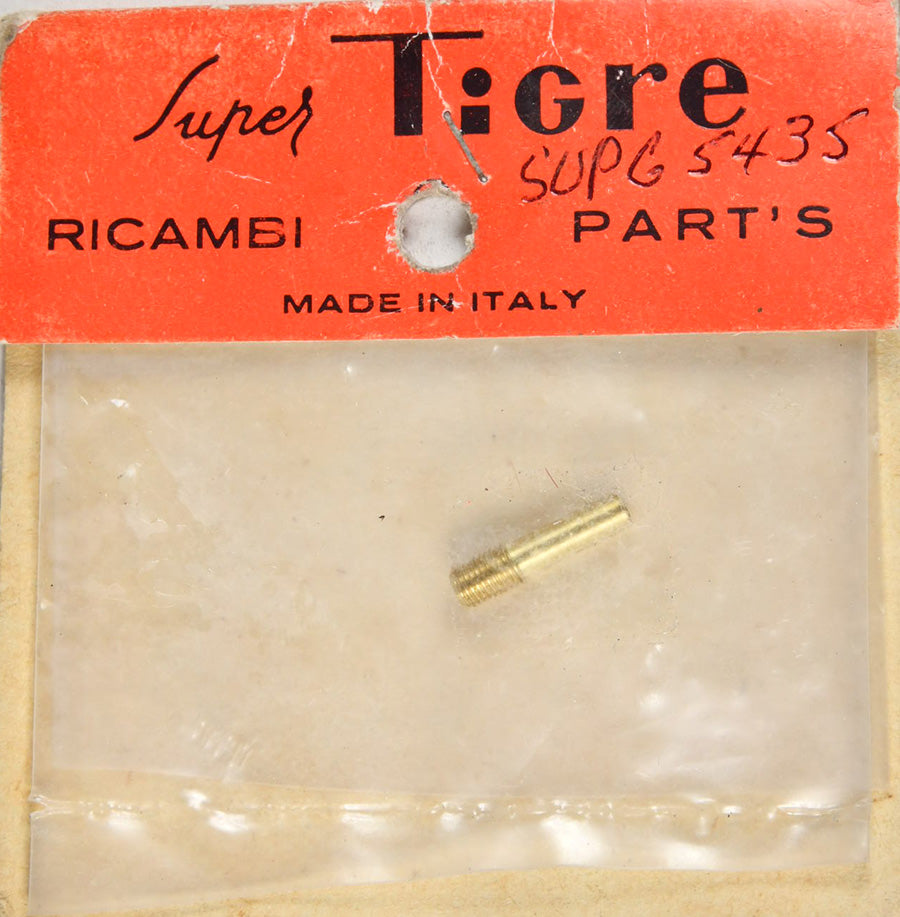 Super Tigre
SUPG 5435
RICAMBI PART'S
MADE IN ITALY